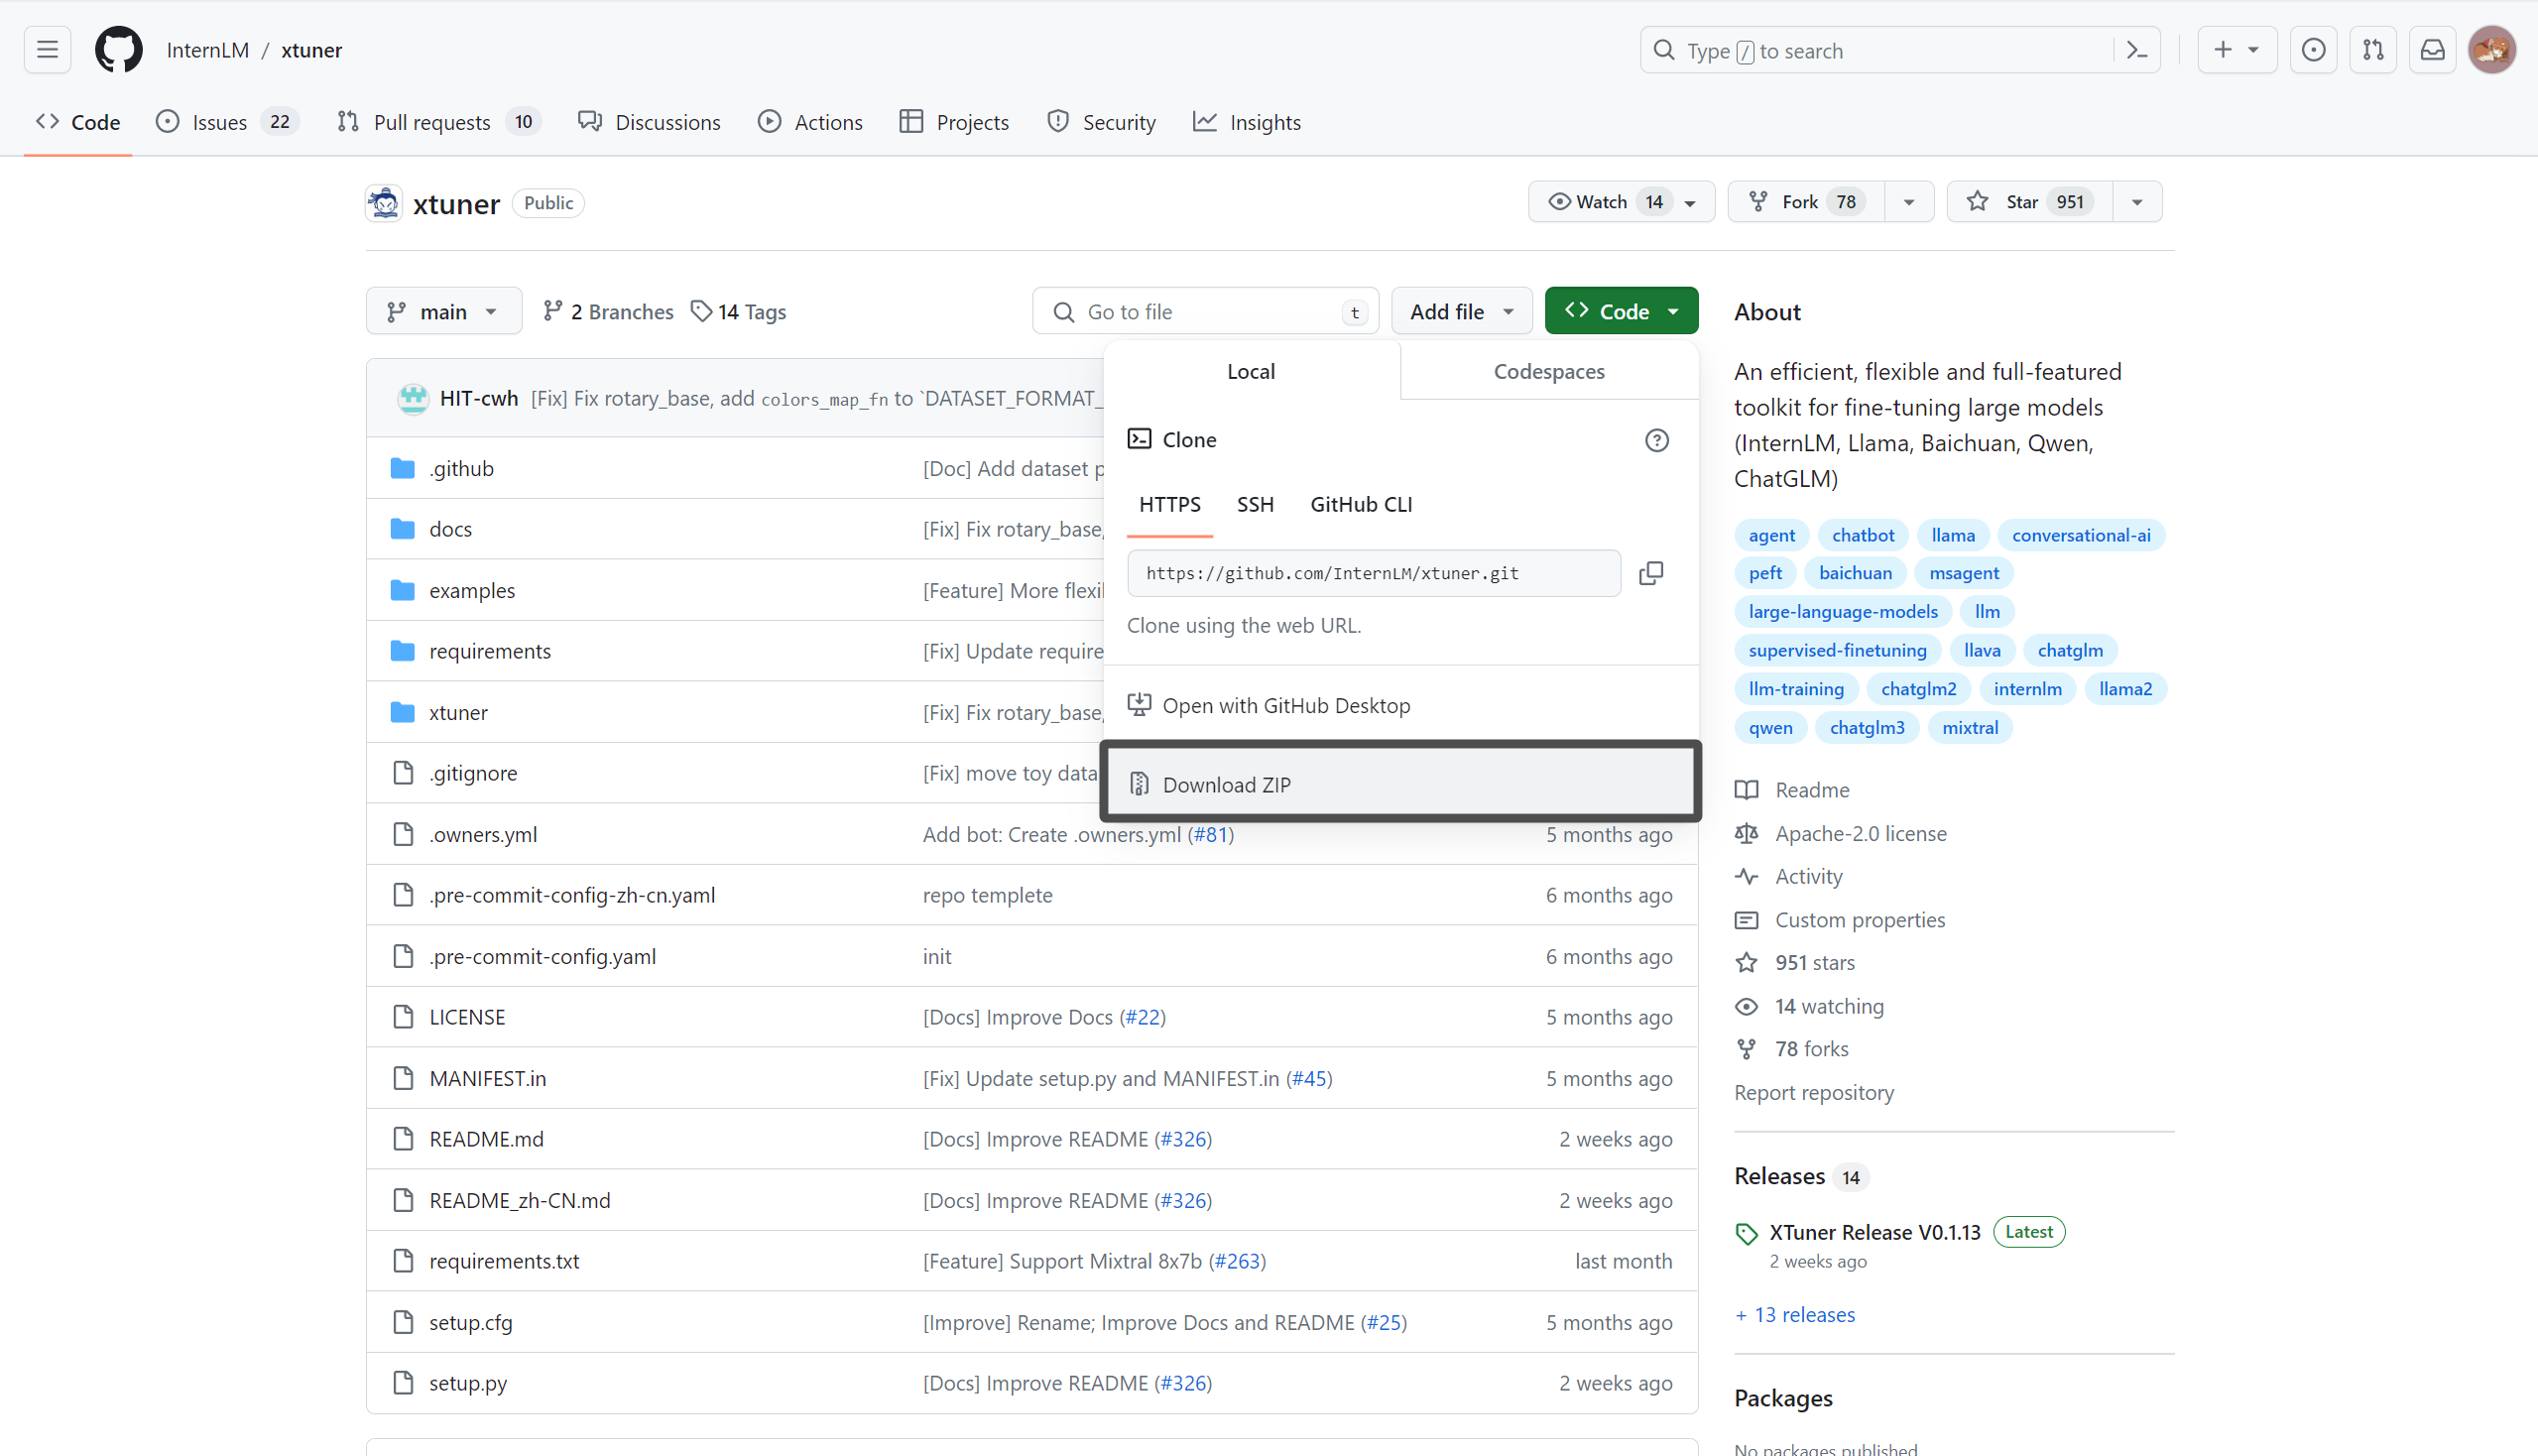 InternLM / xtuner
Type / to search
Code
Issues 22
Pull requests 10
Discussions
Actions
Projects
Security
Insights
xtuner Public
Watch 14
Fork 78
Star 951
main
2 Branches
14 Tags
Go to file t
Add file
Code
Local
Codespaces
Clone
HTTPS
SSH
GitHub CLI
https://github.com/InternLM/xtuner.git
Clone using the web URL.
Open with GitHub Desktop
Download ZIP
HIT-cwh [Fix] Fix rotary_base, add colors_map_fn to `DATASET_FORMAT_
.github [Doc] Add dataset p
docs [Fix] Fix rotary_base,
examples [Feature] More flexi
requirements [Fix] Update require
xtuner [Fix] Fix rotary_base,
.gitignore [Fix] move toy data
.owners.yml Add bot: Create .owners.yml (#81) 5 months ago
.pre-commit-config-zh-cn.yaml repo templete 6 months ago
.pre-commit-config.yaml init 6 months ago
LICENSE [Docs] Improve Docs (#22) 5 months ago
MANIFEST.in [Fix] Update setup.py and MANIFEST.in (#45) 5 months ago
README.md [Docs] Improve README (#326) 2 weeks ago
README_zh-CN.md [Docs] Improve README (#326) 2 weeks ago
requirements.txt [Feature] Support Mixtral 8x7b (#263) last month
setup.cfg [Improve] Rename; Improve Docs and README (#25) 5 months ago
setup.py [Docs] Improve README (#326) 2 weeks ago
About
An efficient, flexible and full-featured
toolkit for fine-tuning large models
(InternLM, Llama, Baichuan, Qwen,
ChatGLM)
agent chatbot llama conversational-ai
peft baichuan msagent
large-language-models llm
supervised-finetuning llava chatglm
llm-training chatglm2 internlm llama2
qwen chatglm3 mixtral
Readme
Apache-2.0 license
Activity
Custom properties
951 stars
14 watching
78 forks
Report repository
Releases 14
XTuner Release V0.1.13 Latest
2 weeks ago
+ 13 releases
Packages
No packages published